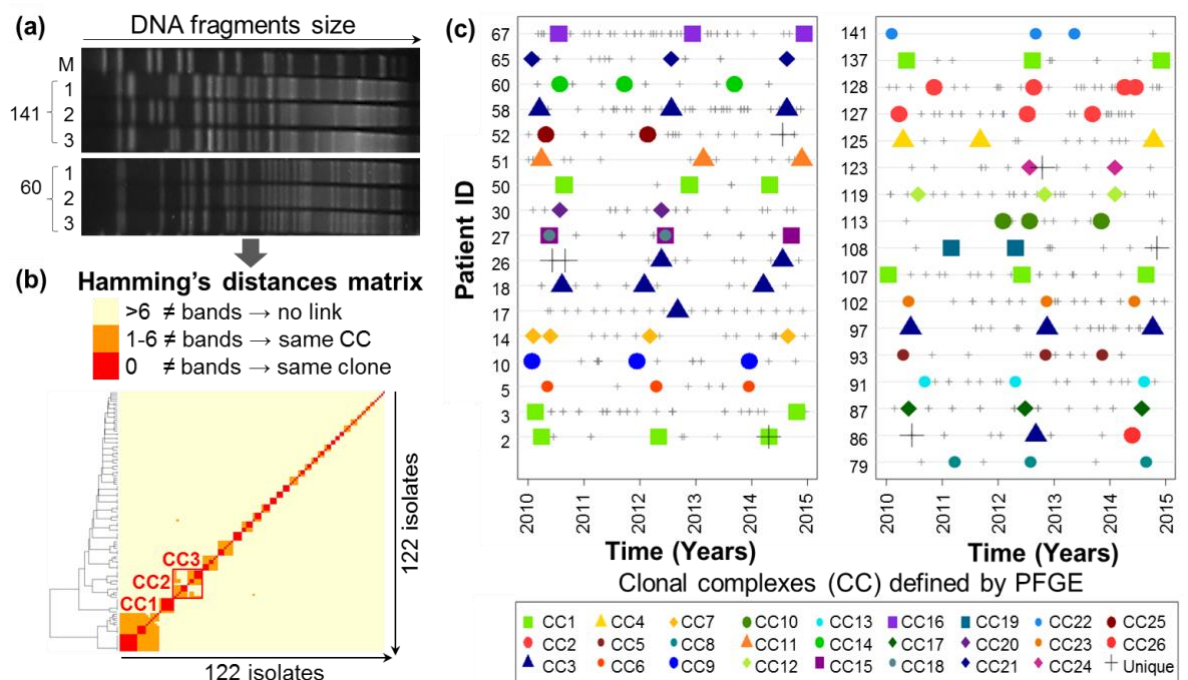 (a)
DNA fragments size
M
1
141
2
3
1
60
2
3
(b)
Hamming's distances matrix
>6 ≠ bands → no link
1-6 ≠ bands → same CC
0 ≠ bands → same clone
CC3
CC2
CC1
122 isolates
122 isolates
(c)
Patient ID
67
65
60
58
52
51
50
30
27
26
18
17
14
10
5
3
2
2010
2011
2012
2013
2014
2015
Time (Years)
141
137
128
127
125
123
119
113
108
107
102
97
93
91
87
86
79
2010
2011
2012
2013
2014
2015
Time (Years)
Clonal complexes (CC) defined by PFGE
CC1 CC4 CC7 CC10 CC13 CC16 CC19 CC22 CC25
CC2 CC5 CC8 CC11 CC14 CC17 CC20 CC23 CC26
CC3 CC6 CC9 CC12 CC15 CC18 CC21 CC24 Unique